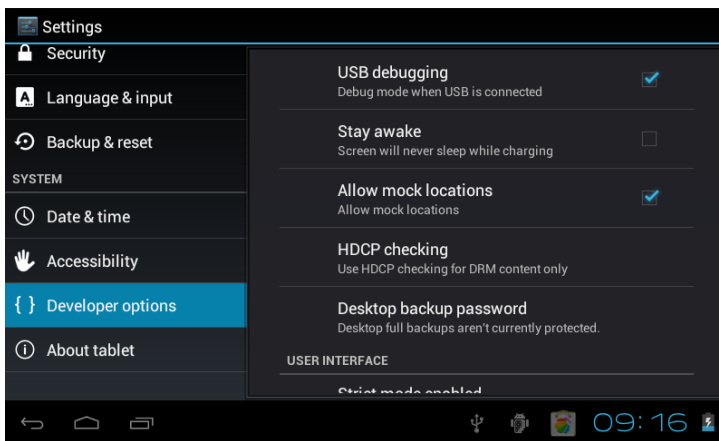 Settings
Security
Language & input
Backup & reset
SYSTEM
Date & time
Accessibility
{ } Developer options
About tablet
USB debugging
Debug mode when USB is connected
Stay awake
Screen will never sleep while charging
Allow mock locations
Allow mock locations
HDCP checking
Use HDCP checking for DRM content only
Desktop backup password
Desktop full backups aren't currently protected.
USER INTERFACE
Strict mode enabled
09:16